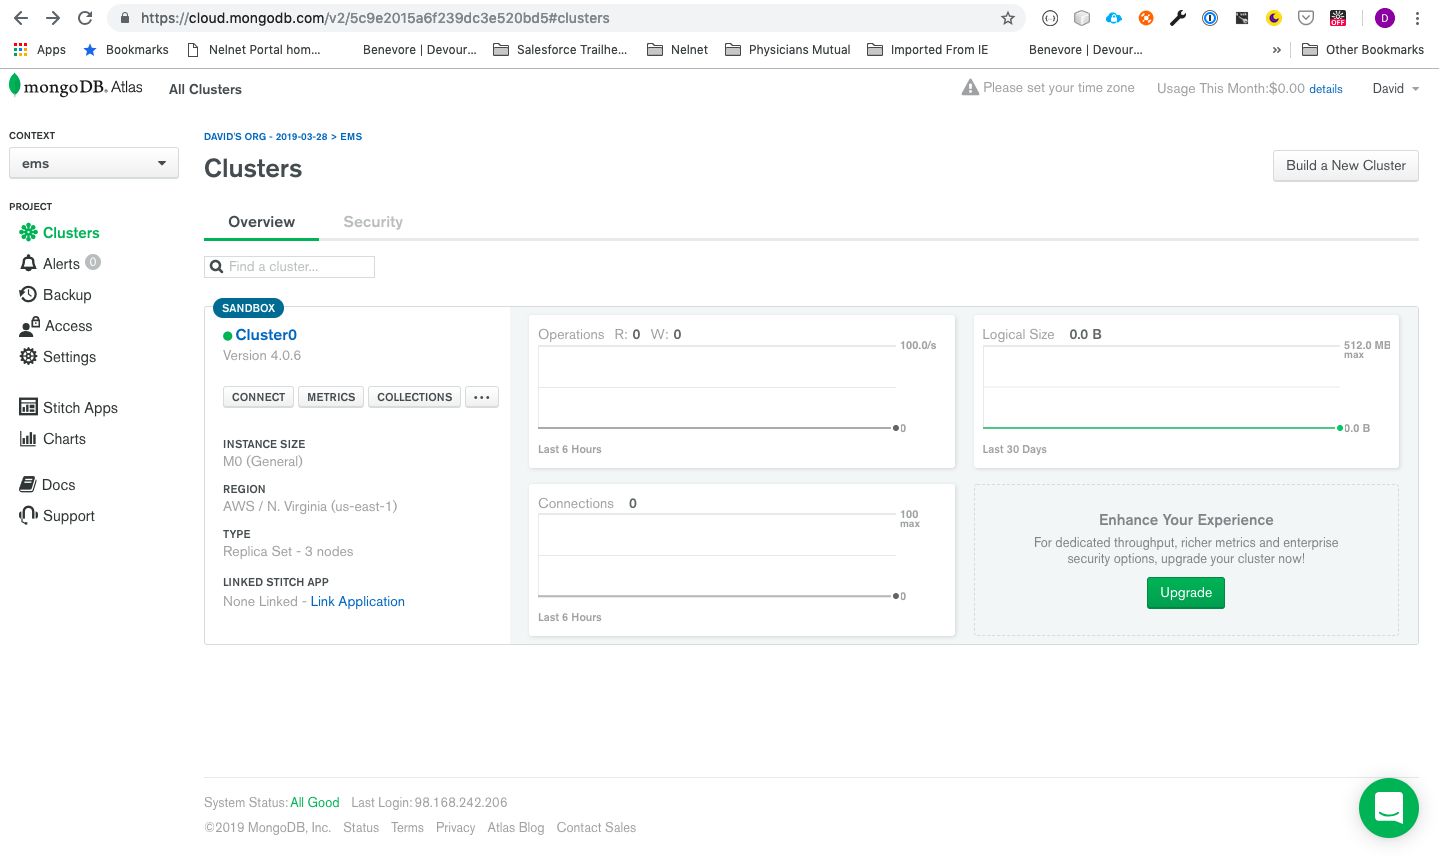 https://cloud.mongodb.com/v2/5c9e2015a6f239dc3e520bd5#clusters
D
Apps Bookmarks Nelnet Portal hom... Benevore | Devour... Salesforce Trailhe... Nelnet Physicians Mutual Imported From IE Benevore | Devour... » Other Bookmarks
mongoDB. Atlas All Clusters Please set your time zone Usage This Month:$0.00 details David
CONTEXT
ems
PROJECT
Clusters
Alerts 0
Backup
Access
Settings
Stitch Apps
Charts
Docs
Support
DAVID'S ORG - 2019-03-28 > EMS
Clusters
Build a New Cluster
Overview Security
Find a cluster...
SANDBOX
Cluster0
Version 4.0.6
CONNECT METRICS COLLECTIONS ...
INSTANCE SIZE
M0 (General)
REGION
AWS / N. Virginia (us-east-1)
TYPE
Replica Set - 3 nodes
LINKED STITCH APP
None Linked - Link Application
Operations R: 0 W: 0
100.0/s
0
Last 6 Hours
Logical Size 0.0 B
512.0 MB
max
0.0 B
Last 30 Days
Connections 0
100
max
0
Last 6 Hours
Enhance Your Experience
For dedicated throughput, richer metrics and enterprise
security options, upgrade your cluster now!
Upgrade
System Status: All Good Last Login: 98.168.242.206
©2019 MongoDB, Inc. Status Terms Privacy Atlas Blog Contact Sales